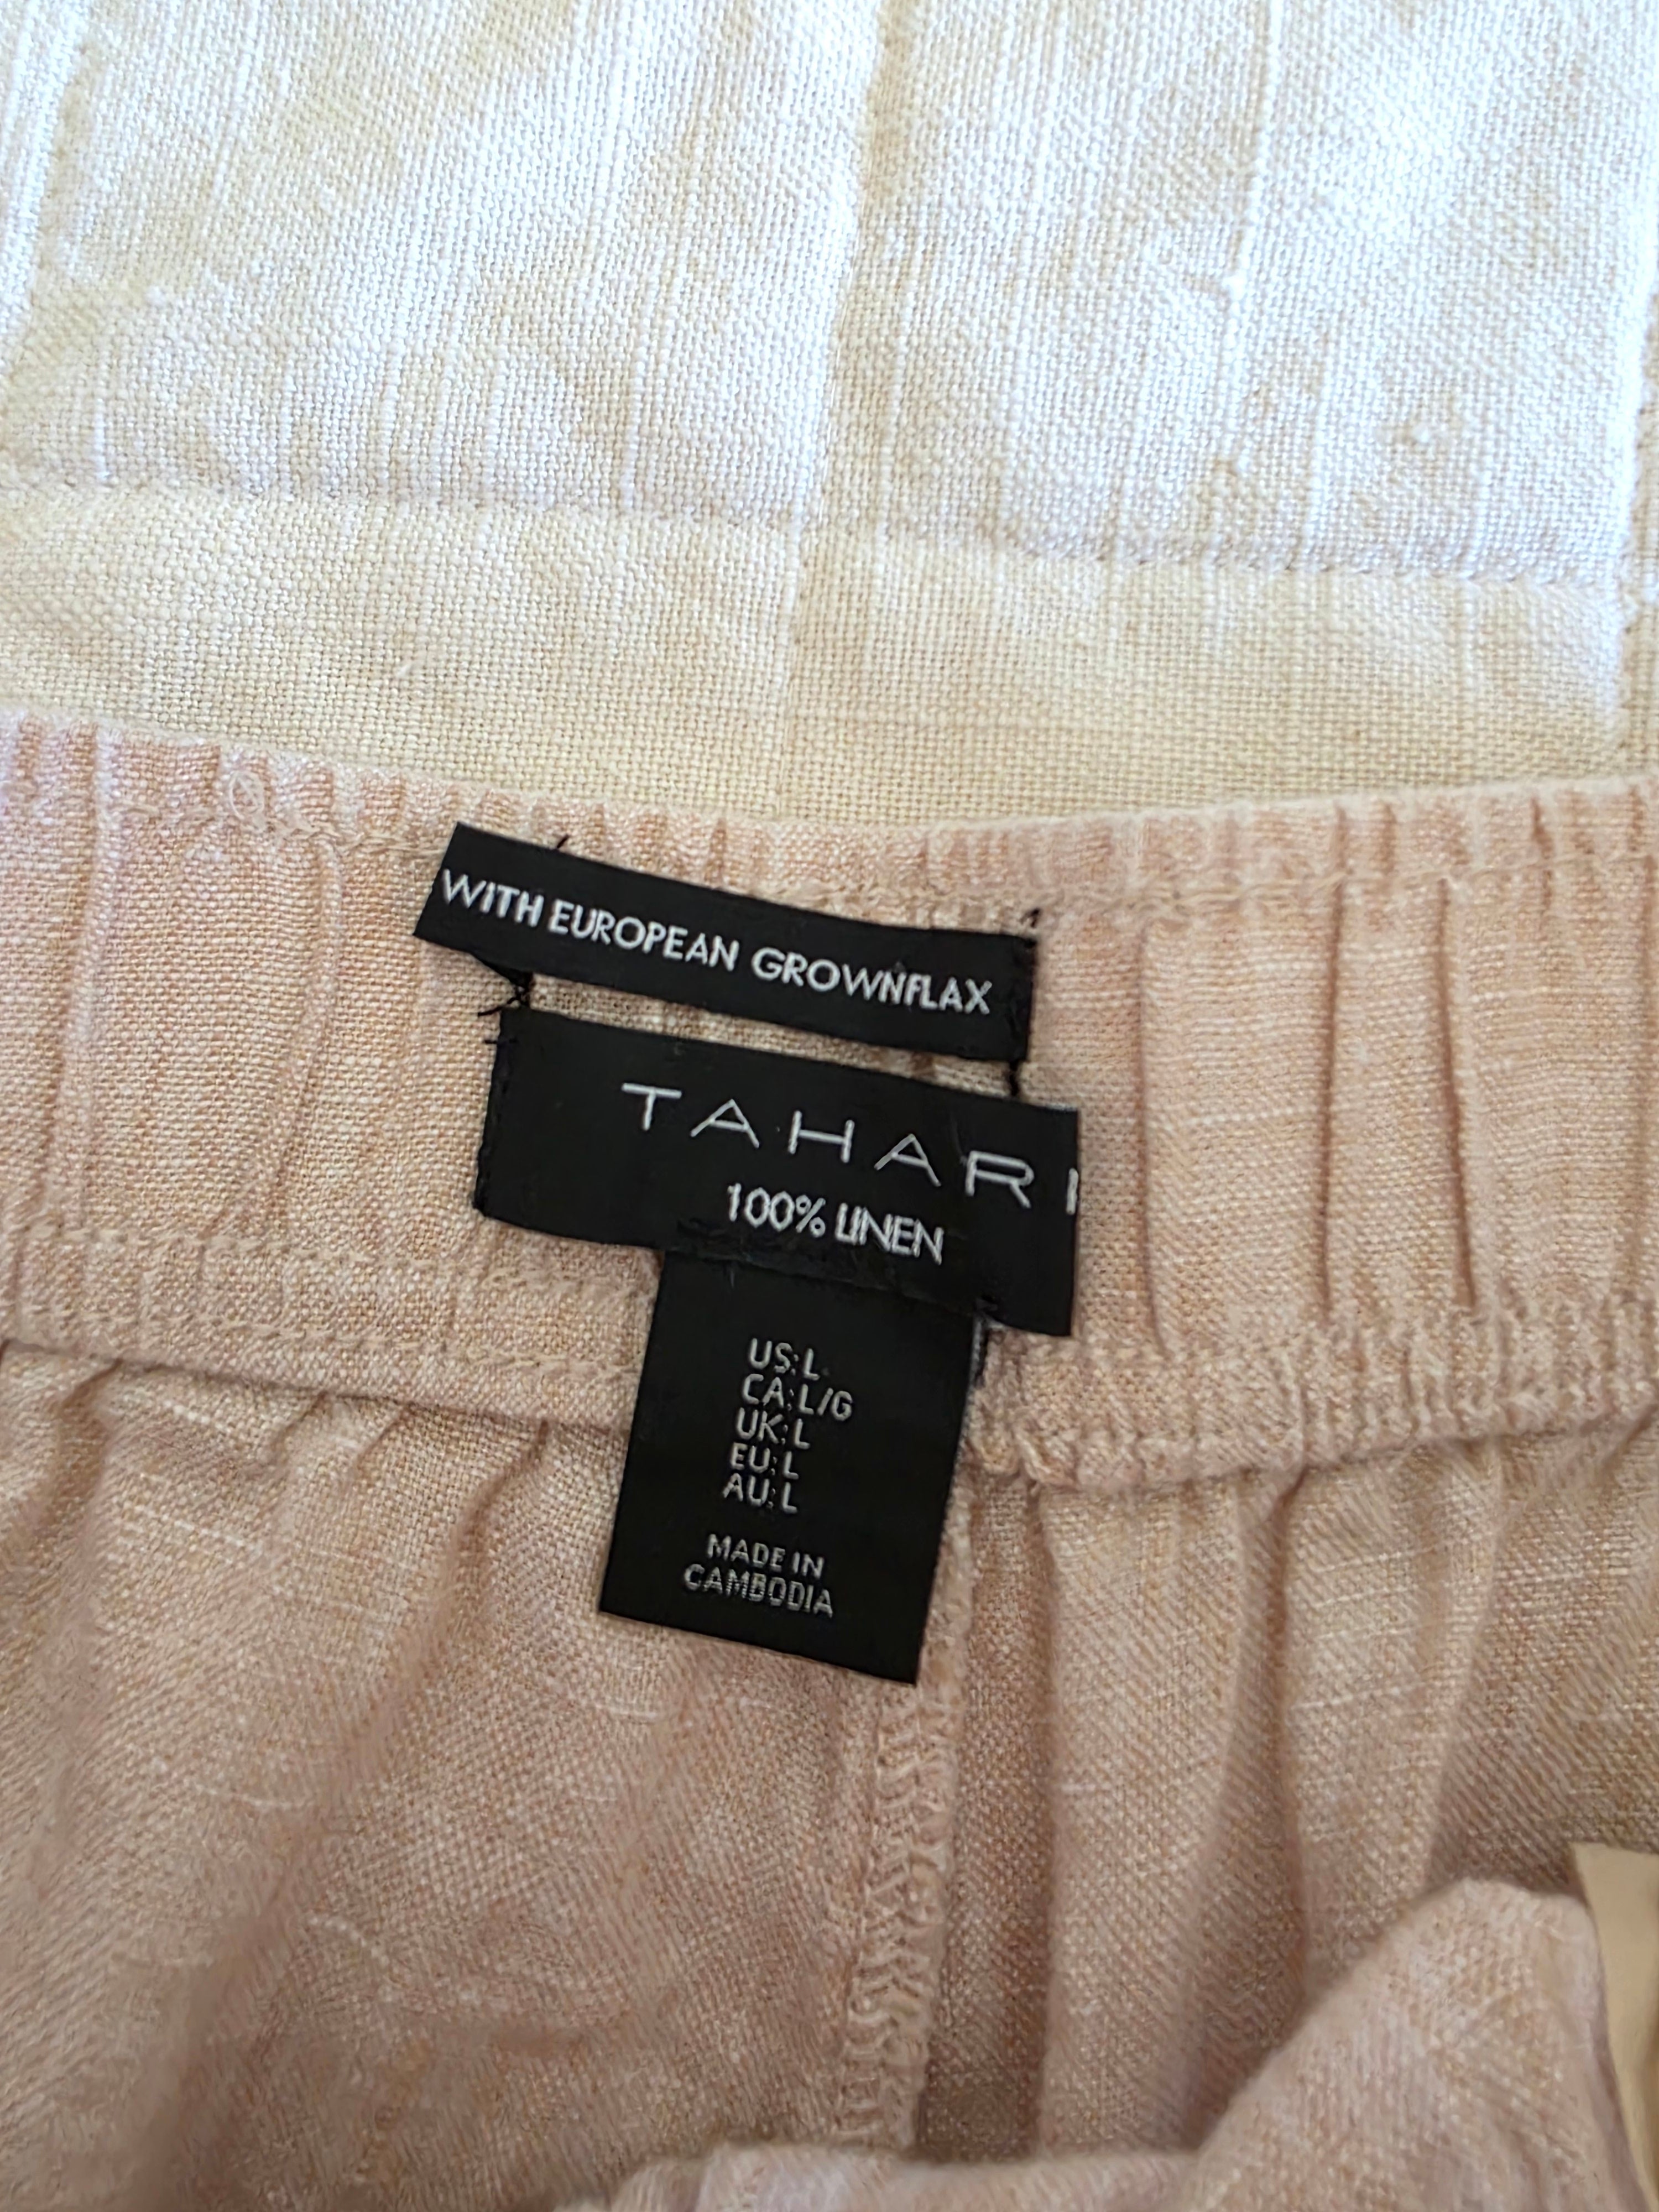 WITH EUROPEAN GROWNFLAX
TAHARI
100% LINEN
US: L
CA: L/G
UK: L
EU: L
AU: L
MADE IN
CAMBODIA